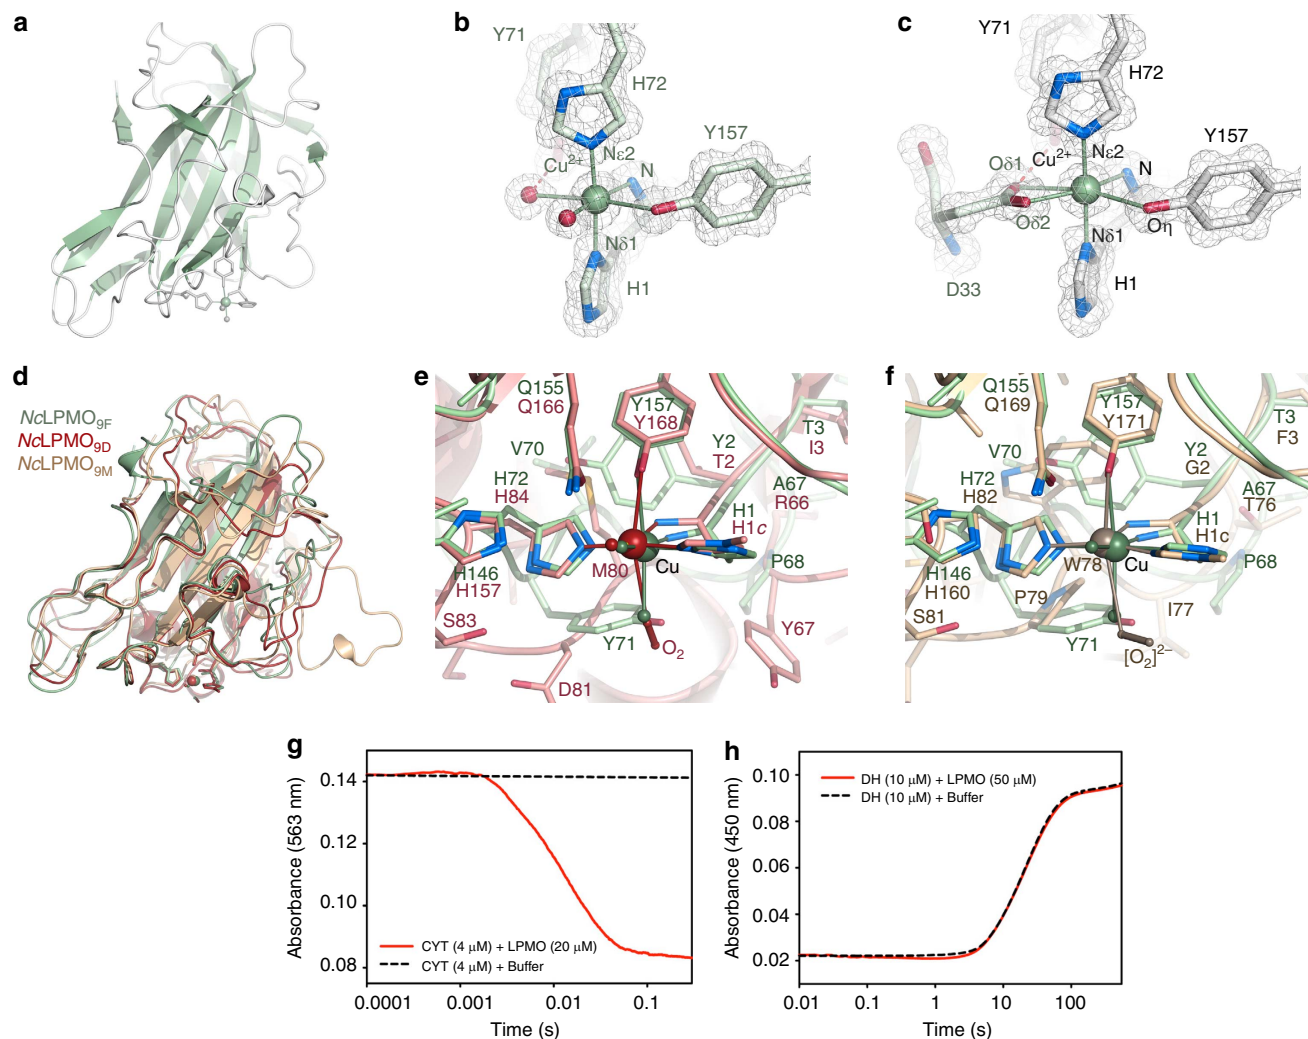 a
b
Y71
H72
Y157
Cu²⁺
Nε2
N
Nδ1
H1
c
Y71
H72
Y157
Oδ1
Cu²⁺
Nε2
N
Oδ2
Nδ1
Oη
D33
H1
d
NcLPMO9F
NcLPMO9D
NcLPMO9M
e
Q155
Q166
Y157
Y168
T3
I3
V70
Y2
T2
H72
H84
A67
R66
H1
H1c
M80
Cu
P68
H146
H157
S83
Y71
O₂
Y67
D81
f
Q155
Q169
Y157
Y171
T3
F3
V70
Y2
G2
H72
H82
A67
T76
H1
H1c
W78
Cu
P68
H146
H160
P79
I77
S81
Y71
[O₂]²⁻
g
Absorbance (563 nm)
0.14
0.12
0.10
0.08
CYT (4 µM) + LPMO (20 µM)
CYT (4 µM) + Buffer
0.0001
0.001
0.01
0.1
Time (s)
h
Absorbance (450 nm)
0.10
0.08
0.06
0.04
0.02
DH (10 µM) + LPMO (50 µM)
DH (10 µM) + Buffer
0.01
0.1
1
10
100
Time (s)